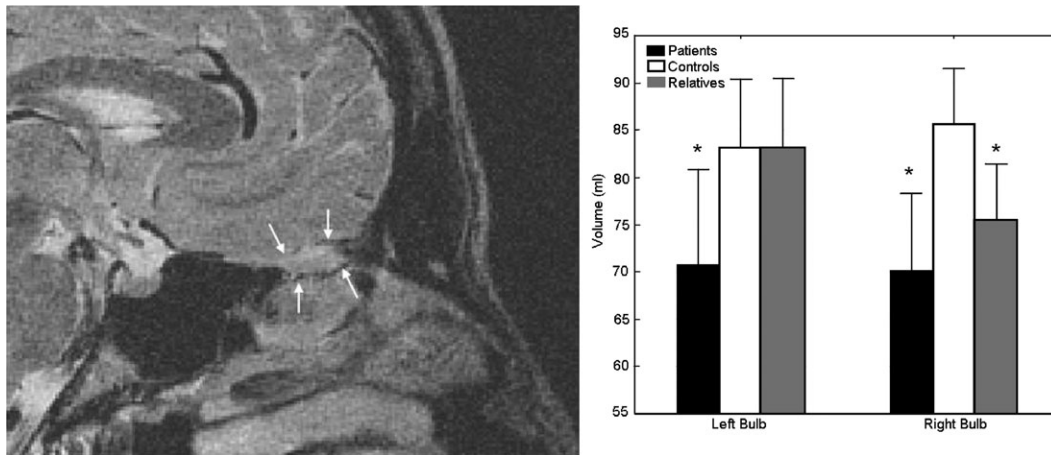 95
90
85
80
75
70
65
60
55
Volume (ml)
Patients
Controls
Relatives
*
*
*
Left Bulb
Right Bulb